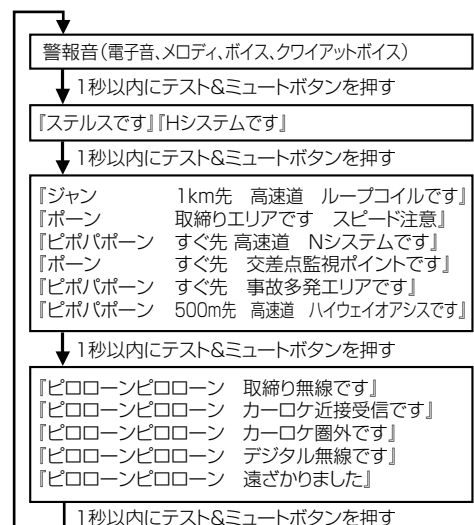 警報音(電子音、メロディ、ボイス、クワイアットボイス)
1秒以内にテスト&ミュートボタンを押す
『ステルスです』『Hシステムです』
1秒以内にテスト&ミュートボタンを押す
『ジャン 1km先 高速道 ループコイルです』
『ポーン 取締りエリアです スピード注意』
『ピポパポーン すぐ先 高速道 Nシステムです』
『ポーン すぐ先 交差点監視ポイントです』
『ピポパポーン すぐ先 事故多発エリアです』
『ピポパポーン 500m先 高速道 ハイウェイオアシスです』
1秒以内にテスト&ミュートボタンを押す
『ピロローンピロローン 取締り無線です』
『ピロローンピロローン カーロケ近接受信です』
『ピロローンピロローン カーロケ圏外です』
『ピロローンピロローン デジタル無線です』
『ピロローンピロローン 遠ざかりました』
1秒以内にテスト&ミュートボタンを押す